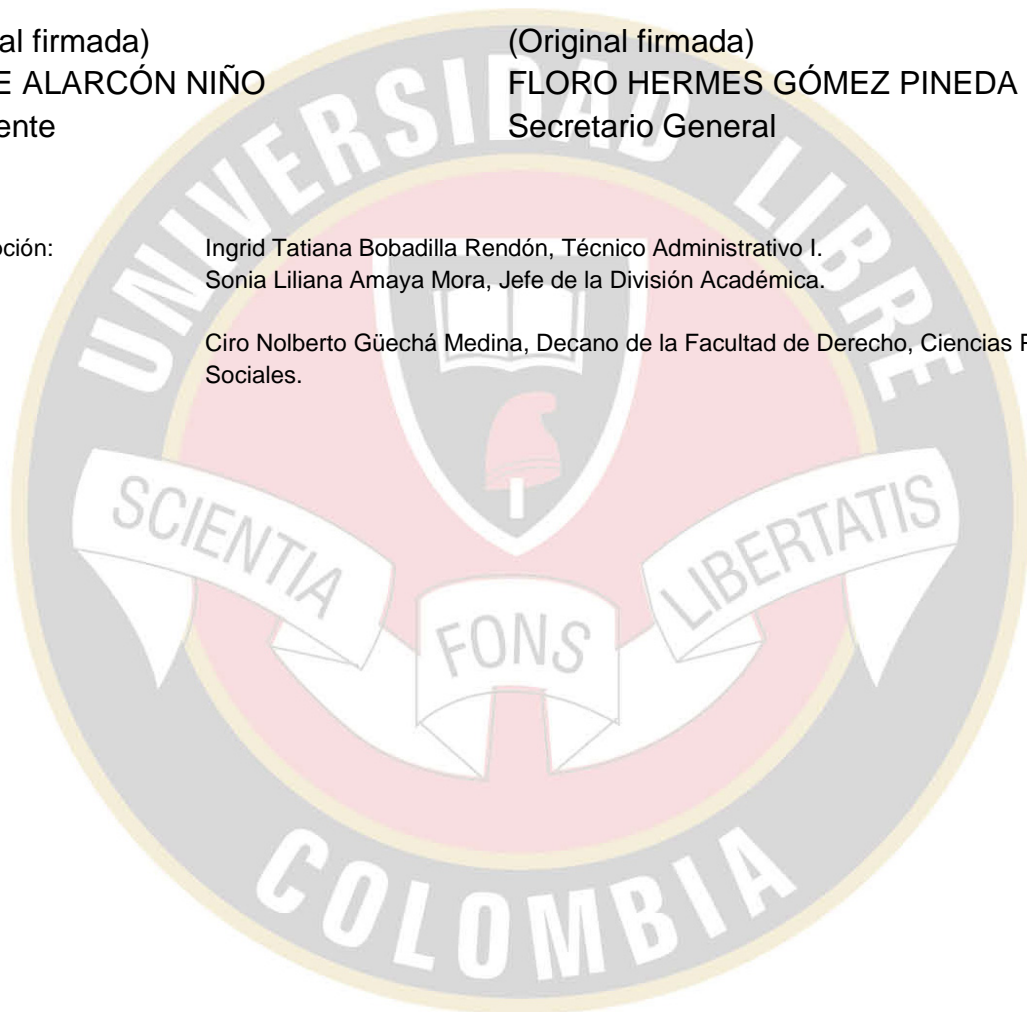 al firmada)
E ALARCÓN NIÑO
ente
(Original firmada)
FLORO HERMES GÓMEZ PINEDA
Secretario General
oción:
Ingrid Tatiana Bobadilla Rendón, Técnico Administrativo I.
Sonia Liliana Amaya Mora, Jefe de la División Académica.
Ciro Nolberto Güechá Medina, Decano de la Facultad de Derecho, Ciencias P
Sociales.
UNIVERSIDAD LIBRE
SCIENTIA
FONS
LIBERTATIS
COLOMBIA